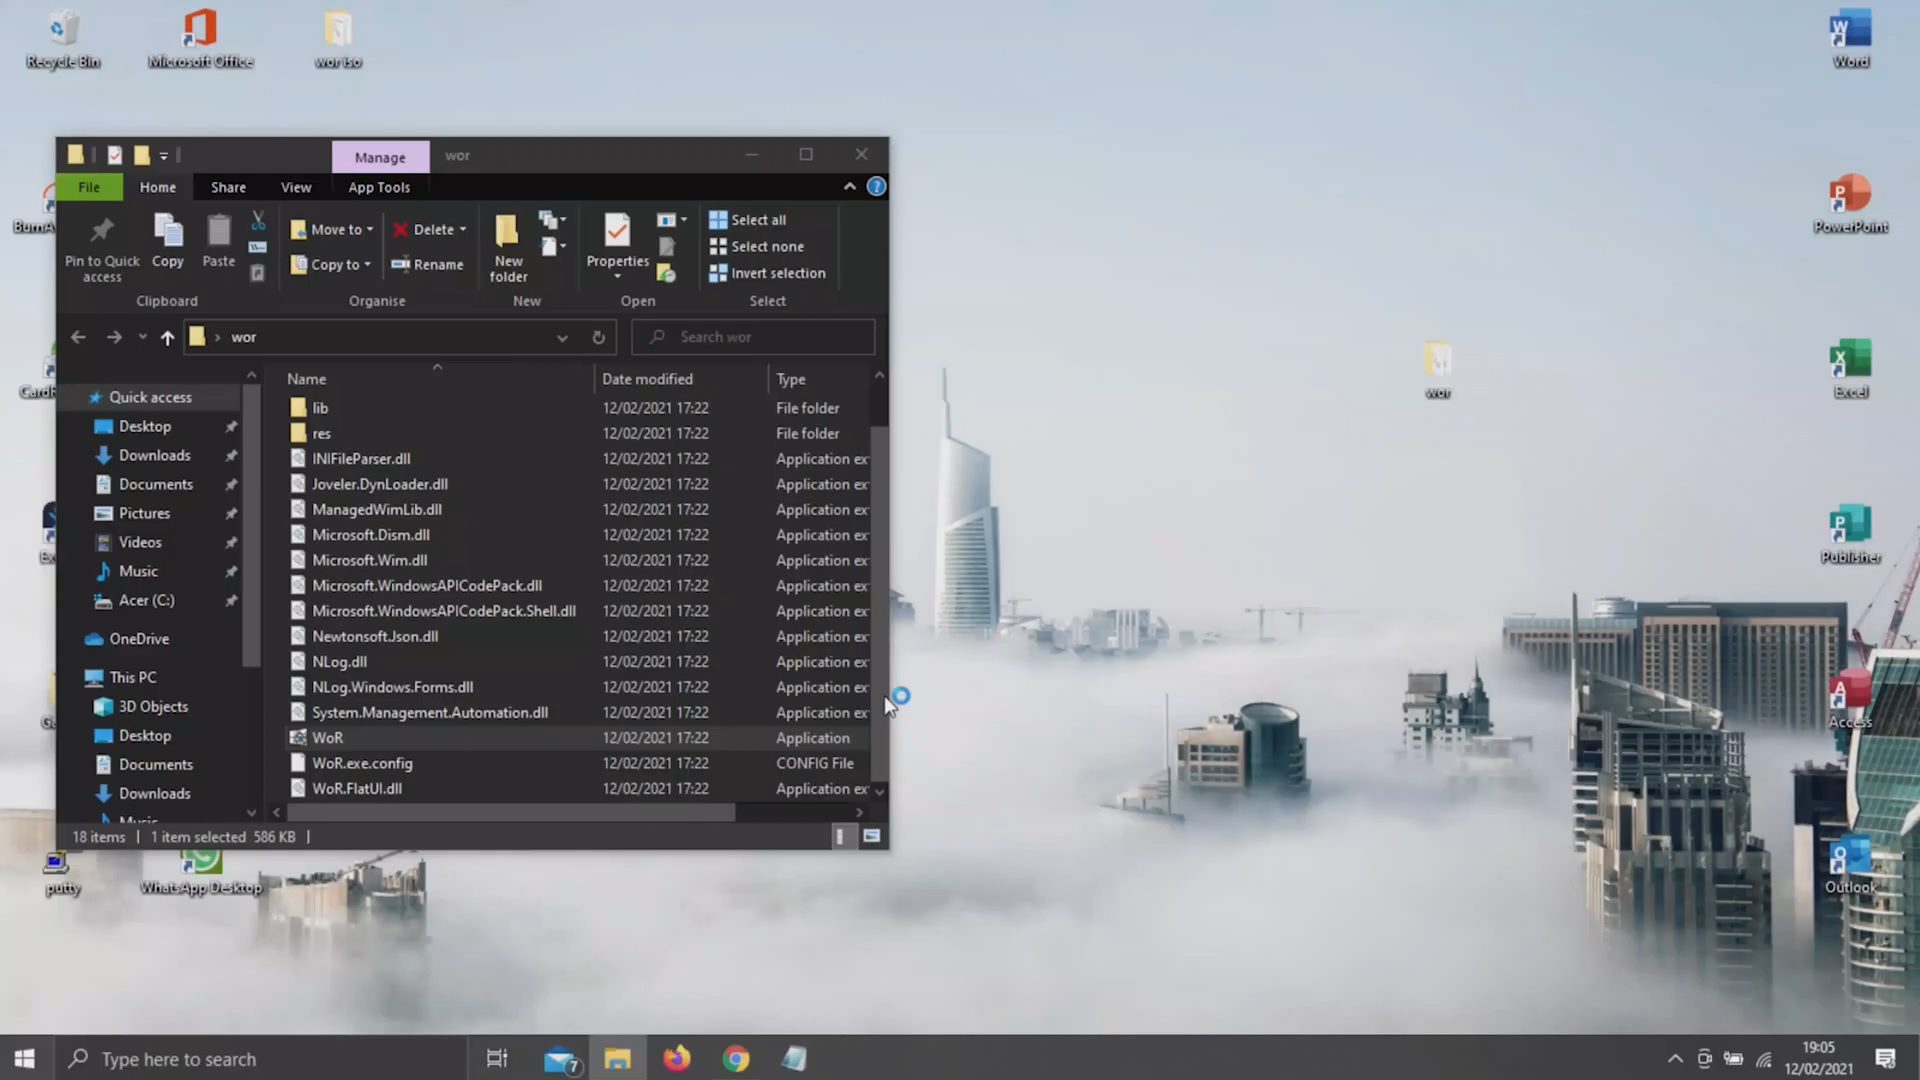 Recycle Bin
Microsoft Office
wor iso
Word
Manage
wor
File
Home
Share
View
App Tools
Pin to Quick access
Copy
Paste
Move to
Copy to
Delete
Rename
New folder
Properties
Select all
Select none
Invert selection
Clipboard
Organise
New
Open
Select
PowerPoint
wor
Search wor
Excel
wor
Name
Date modified
Type
Quick access
Desktop
Downloads
Documents
Pictures
Videos
Music
Acer (C:)
OneDrive
This PC
3D Objects
Desktop
Documents
Downloads
Music
lib 12/02/2021 17:22 File folder
res 12/02/2021 17:22 File folder
INIFileParser.dll 12/02/2021 17:22 Application ex
Joveler.DynLoader.dll 12/02/2021 17:22 Application ex
ManagedWimLib.dll 12/02/2021 17:22 Application ex
Microsoft.Dism.dll 12/02/2021 17:22 Application ex
Microsoft.Wim.dll 12/02/2021 17:22 Application ex
Microsoft.WindowsAPICodePack.dll 12/02/2021 17:22 Application ex
Microsoft.WindowsAPICodePack.Shell.dll 12/02/2021 17:22 Application ex
Newtonsoft.Json.dll 12/02/2021 17:22 Application ex
NLog.dll 12/02/2021 17:22 Application ex
NLog.Windows.Forms.dll 12/02/2021 17:22 Application ex
System.Management.Automation.dll 12/02/2021 17:22 Application ex
WoR 12/02/2021 17:22 Application
WoR.exe.config 12/02/2021 17:22 CONFIG File
WoR.FlatUI.dll 12/02/2021 17:22 Application ex
18 items
1 item selected 586 KB
Publisher
Access
Outlook
putty
WhatsApp Desktop
Type here to search
7
19:05
12/02/2021